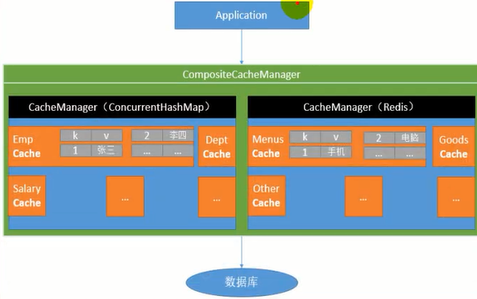 Application
CompositeCacheManager
CacheManager（ConcurrentHashMap）
Emp
Cache
k v
1 张三
2 李四
... ...
Dept
Cache
Salary
Cache
...
...
CacheManager（Redis）
Menus
Cache
k v
1 手机
2 电脑
... ...
Goods
Cache
Other
Cache
...
...
数据库